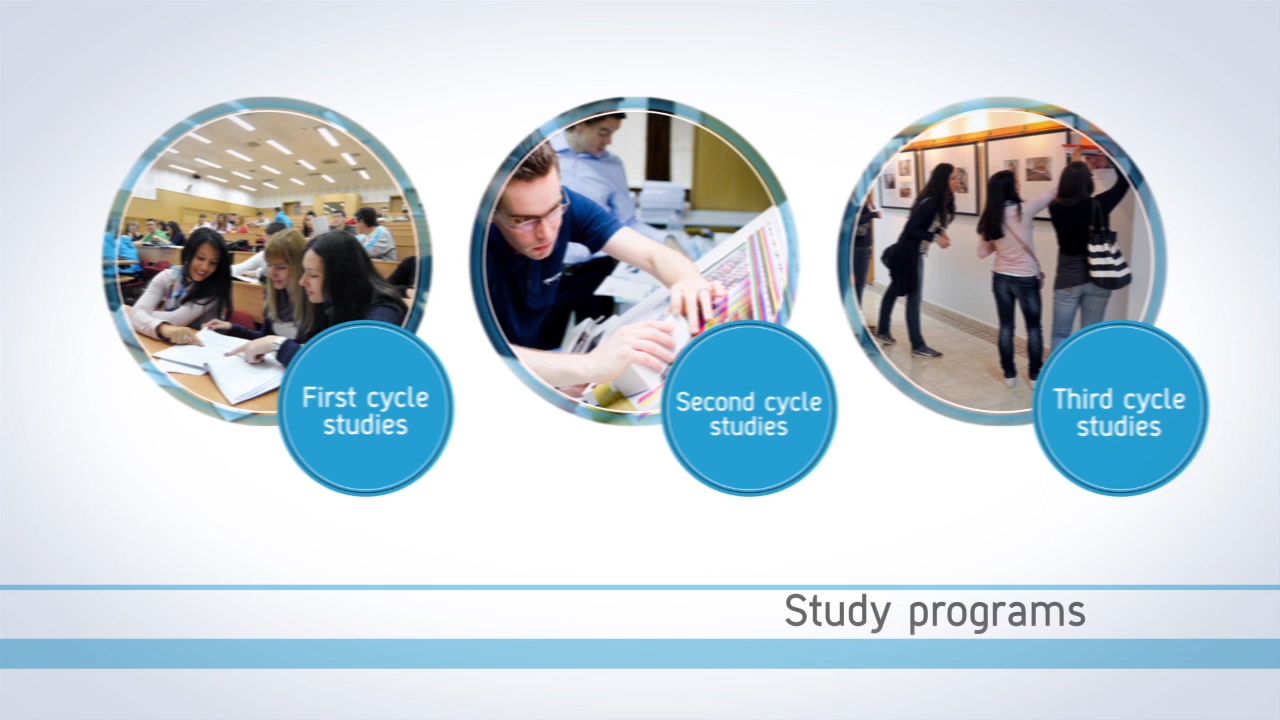 First cycle
studies
Second cycle
studies
Third cycle
studies
Study programs